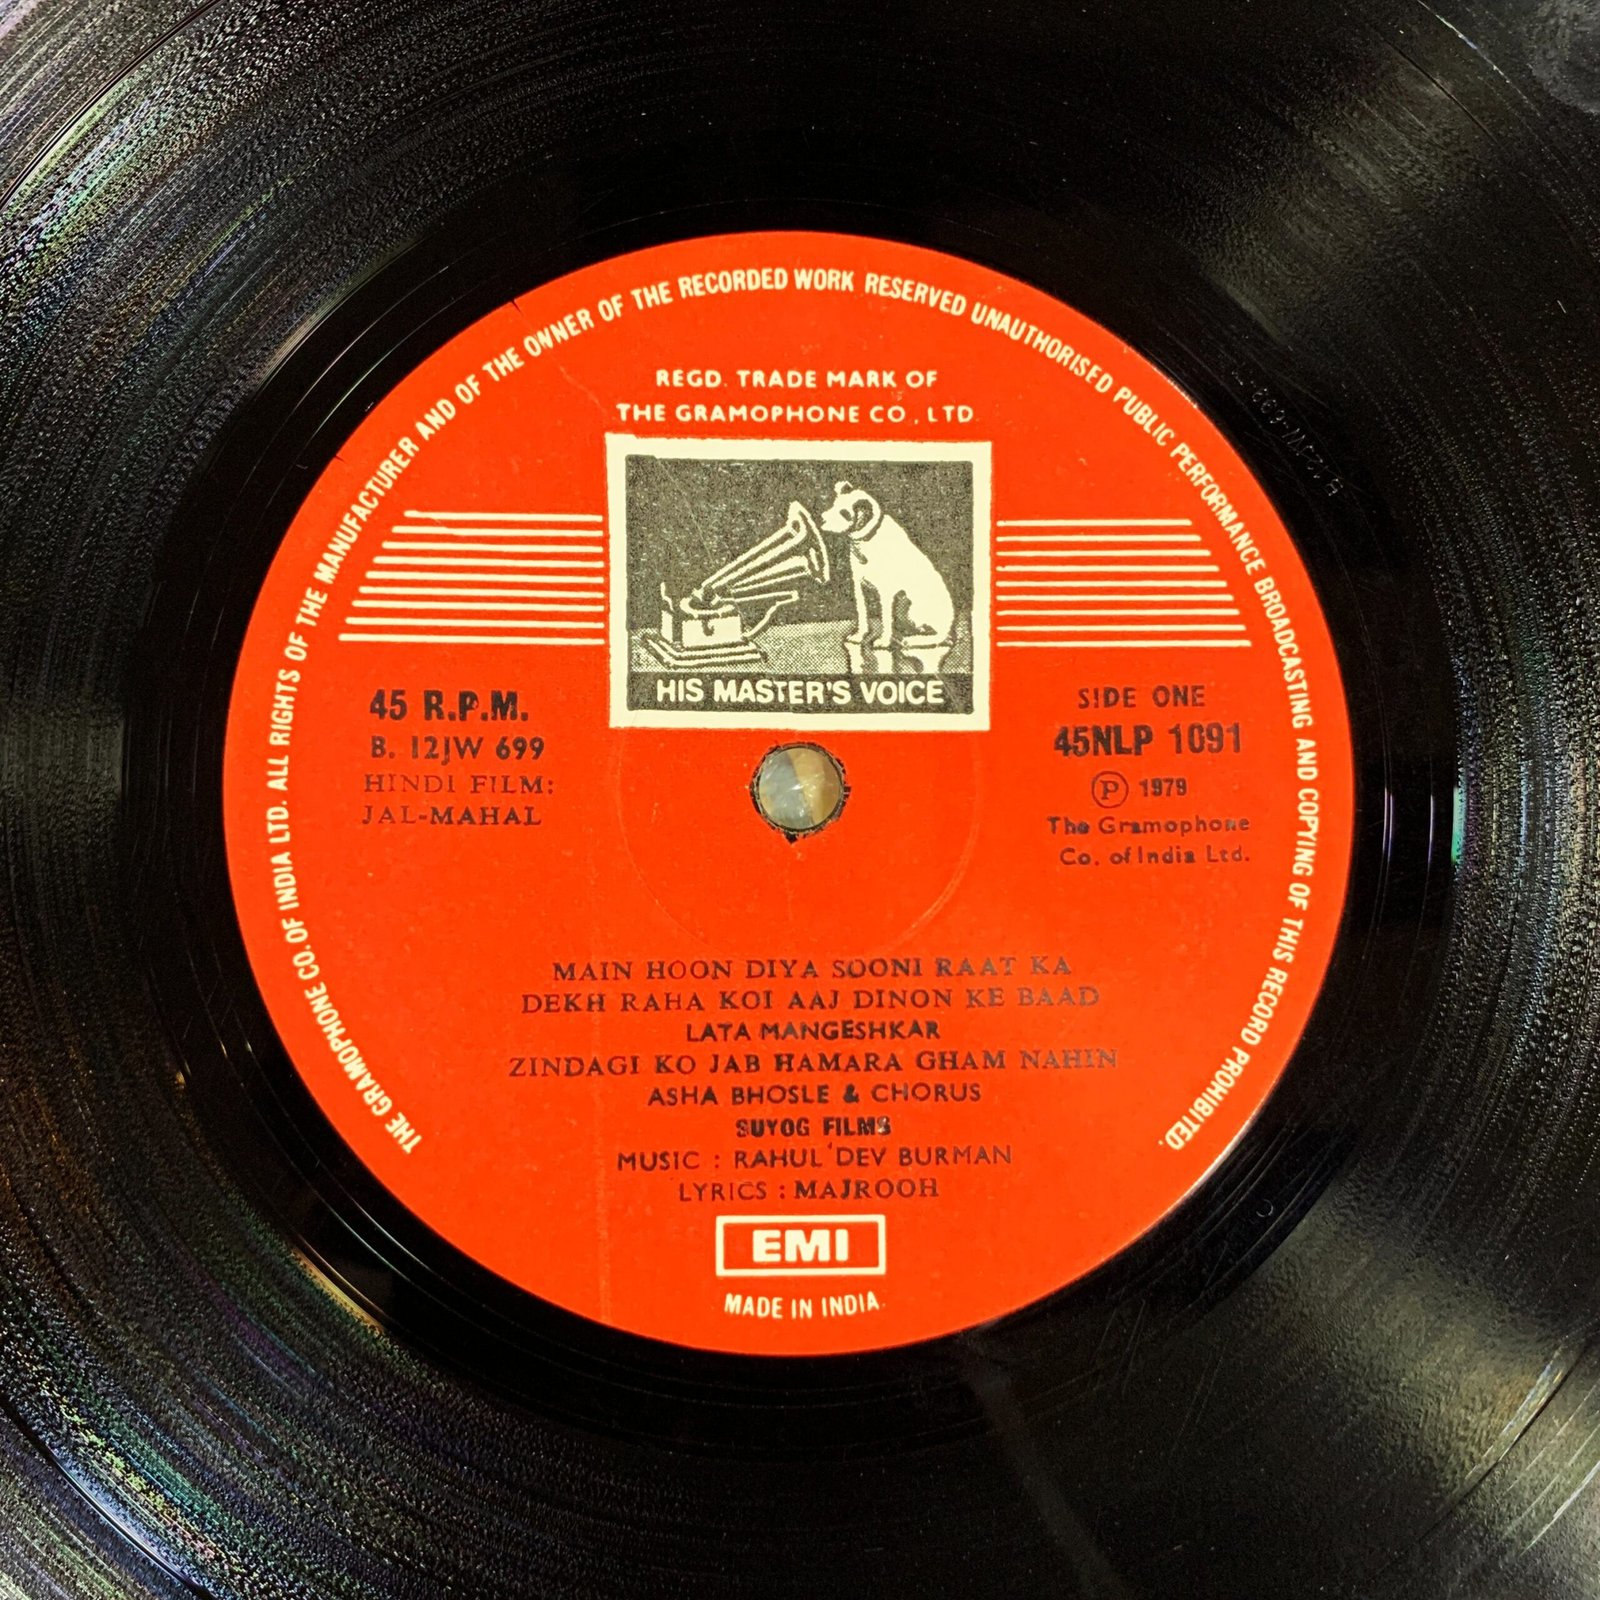 THE GRAMOPHONE CO. OF INDIA LTD. ALL RIGHTS OF THE MANUFACTURER AND OF THE OWNER OF THE RECORDED WORK RESERVED UNAUTHORISED PUBLIC PERFORMANCE BROADCASTING AND COPYING OF THIS RECORD PROHIBITED.
REGD. TRADE MARK OF
THE GRAMOPHONE CO., LTD.
HIS MASTER'S VOICE
45 R.P.M.
B. 12JW 699
HINDI FILM:
JAL-MAHAL
SIDE ONE
45NLP 1091
Ⓟ 1979
The Gramophone
Co. of India Ltd.
MAIN HOON DIYA SOONI RAAT KA
DEKH RAHA KOI AAJ DINON KE BAAD
LATA MANGESHKAR
ZINDAGI KO JAB HAMARA GHAM NAHIN
ASHA BHOSLE & CHORUS
SUYOG FILMS
MUSIC : RAHUL DEV BURMAN
LYRICS : MAJROOH
EMI
MADE IN INDIA.